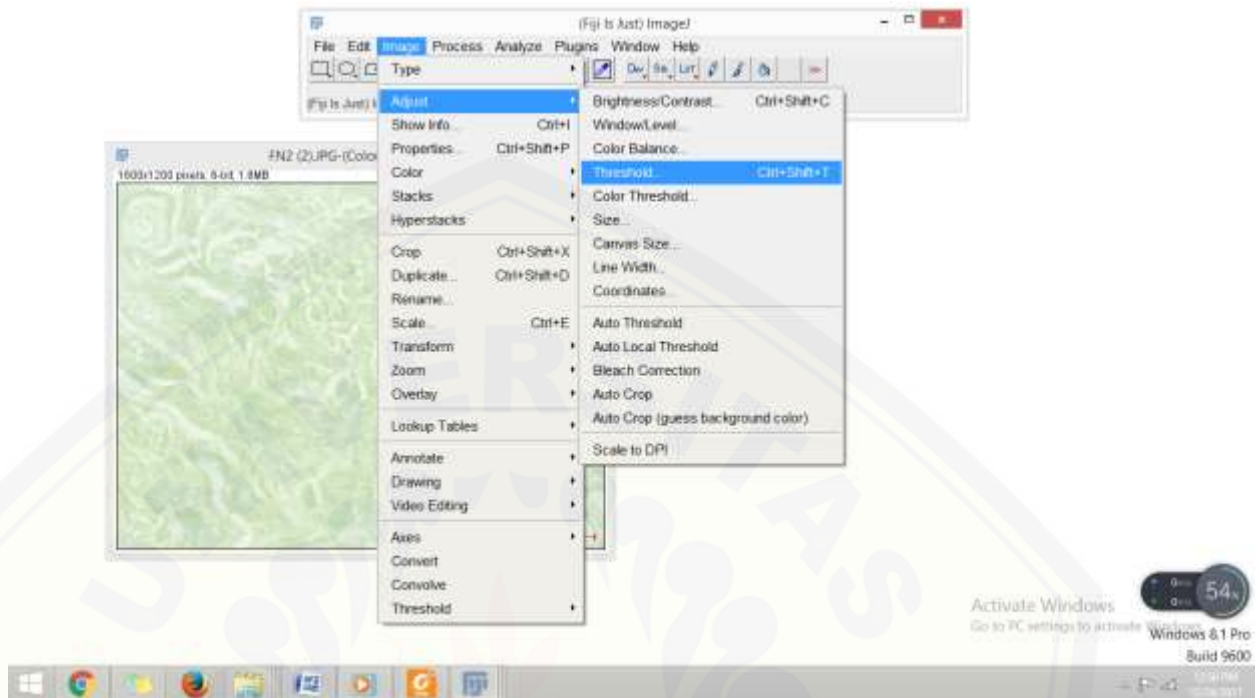 (Fiji Is Just) ImageJ
File Edit Image Process Analyze Plugins Window Help
(Fiji Is Just)
FN2 (2).JPG-(Colou
1600x1200 pixels; 8-bit; 1.8MB
Type
Adjust
Show Info... Ctrl+I
Properties... Ctrl+Shift+P
Color
Stacks
Hyperstacks
Crop Ctrl+Shift+X
Duplicate... Ctrl+Shift+D
Rename...
Scale... Ctrl+E
Transform
Zoom
Overlay
Lookup Tables
Annotate
Drawing
Video Editing
Axes
Convert
Convolve
Threshold
Brightness/Contrast... Ctrl+Shift+C
Window/Level...
Color Balance...
Threshold... Ctrl+Shift+T
Color Threshold...
Size...
Canvas Size...
Line Width...
Coordinates...
Auto Threshold
Auto Local Threshold
Bleach Correction
Auto Crop
Auto Crop (guess background color)
Scale to DPI
54%
Activate Windows
Go to PC settings to activate Windows.
Windows 8.1 Pro
Build 9600